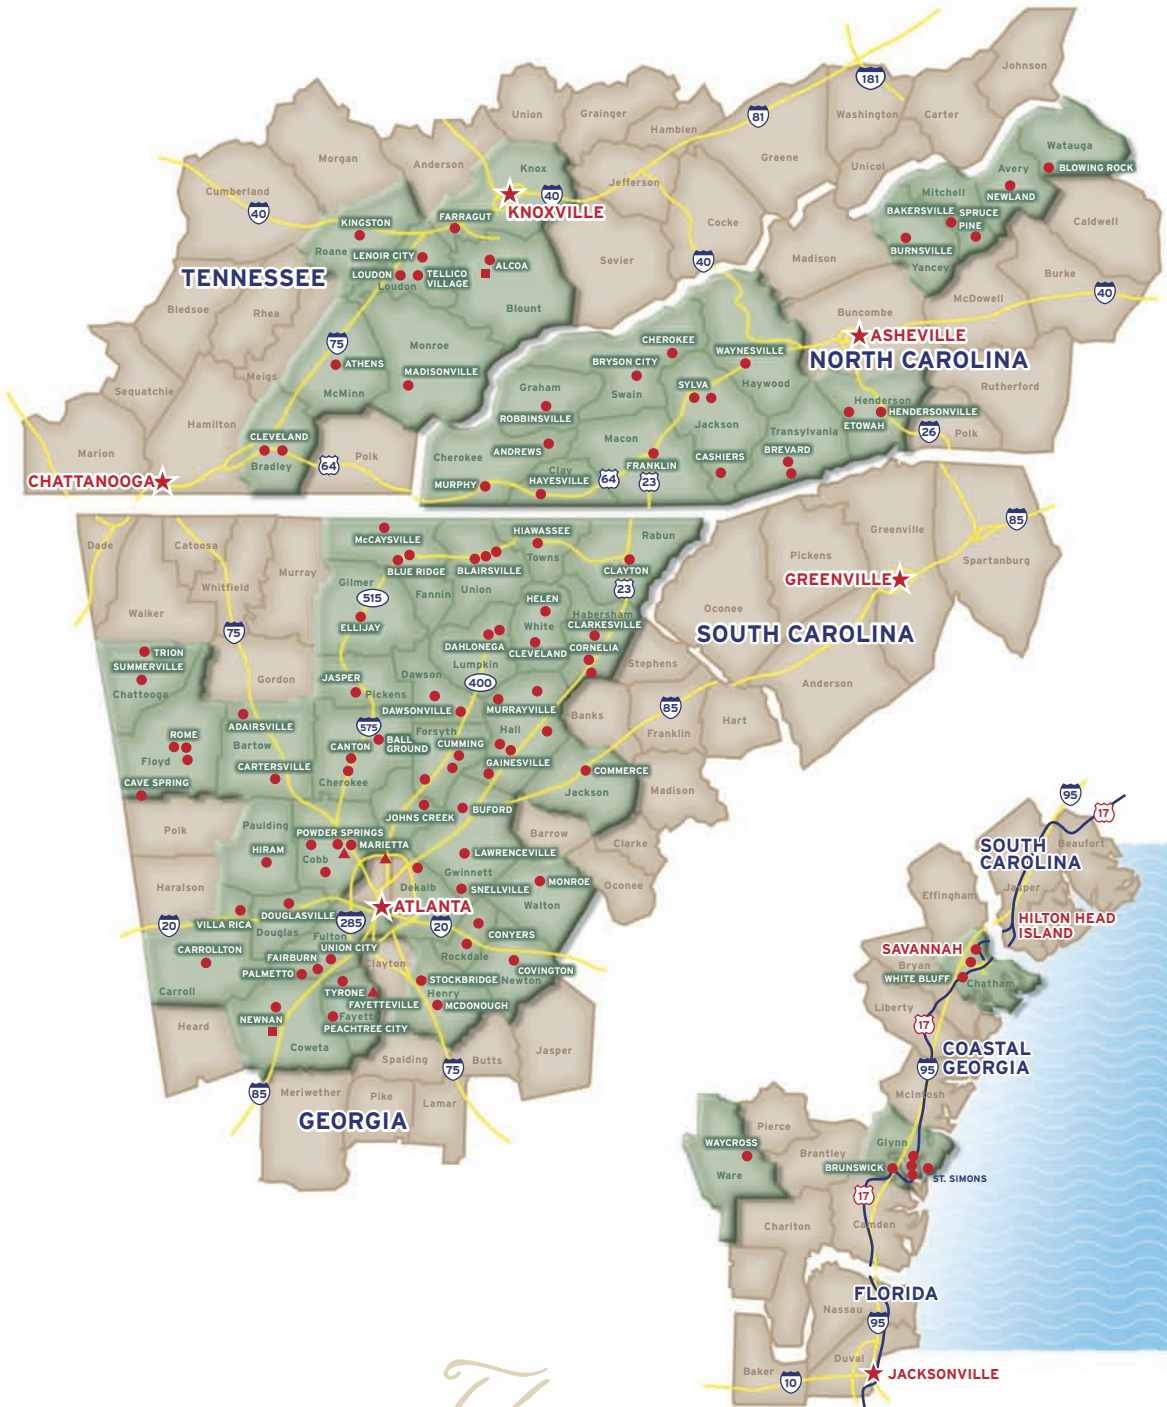 Johnson
181
Union
Grainger
81
Washington
Carter
Hamblen
Morgan
Anderson
Knox
Greene
Unicoi
Watauga
Avery
BLOWING ROCK
Cumberland
40
Jefferson
40
KNOXVILLE
Mitchell
NEWLAND
KINGSTON
FARRAGUT
Cocke
BAKERSVILLE
SPRUCE
PINE
Caldwell
Roane
LENOIR CITY
ALCOA
Sevier
40
Madison
BURNSVILLE
Yancey
TENNESSEE
LOUDON
TELLICO
VILLAGE
Loudon
Burke
40
McDowell
Bledsoe
Rhea
Blount
Buncombe
ASHEVILLE
75
Monroe
CHEROKEE
WAYNESVILLE
NORTH CAROLINA
ATHENS
BRYSON CITY
Meigs
MADISONVILLE
Graham
Swain
SYLVA
Haywood
Rutherford
Sequatchie
McMinn
ROBBINSVILLE
Henderson
HENDERSONVILLE
Hamilton
Jackson
ETOWAH
Transylvania
26
Polk
CLEVELAND
Macon
ANDREWS
BREVARD
Marion
Bradley
64
Polk
Cherokee
FRANKLIN
CASHIERS
Clay
HAYESVILLE
64
23
CHATTANOOGA
MURPHY
85
McCAYSVILLE
HIAWASSEE
Rabun
Greenville
Dade
Catoosa
Towns
Pickens
Spartanburg
Murray
BLUE RIDGE
BLAIRSVILLE
CLAYTON
GREENVILLE
Whitfield
Gilmer
Fannin
Union
23
515
HELEN
Oconee
Walker
Habersham
ELLIJAY
White
CLARKESVILLE
75
SOUTH CAROLINA
DAHLONEGA
CLEVELAND
CORNELIA
TRION
SUMMERVILLE
Lumpkin
Stephens
Gordon
JASPER
Dawson
400
Anderson
Chattooga
Pickens
DAWSONVILLE
MURRAYVILLE
85
ADAIRSVILLE
575
Banks
Hart
ROME
BALL
GROUND
Forsyth
Hall
Franklin
Bartow
CANTON
CUMMING
Floyd
CARTERSVILLE
GAINESVILLE
COMMERCE
CAVE SPRING
Cherokee
Jackson
Madison
95
JOHNS CREEK
BUFORD
17
Polk
Paulding
POWDER SPRINGS
Barrow
Clarke
SOUTH
CAROLINA
Beaufort
HIRAM
MARIETTA
LAWRENCEVILLE
Cobb
Gwinnett
Haralson
Dekalb
SNELLVILLE
MONROE
Oconee
Effingham
Jasper
ATLANTA
Walton
DOUGLASVILLE
285
20
HILTON HEAD
ISLAND
20
VILLA RICA
Douglas
Fulton
CONYERS
UNION CITY
SAVANNAH
CARROLLTON
FAIRBURN
Clayton
Rockdale
COVINGTON
Bryan
PALMETTO
WHITE BLUFF
Chatham
STOCKBRIDGE
Newton
Carroll
TYRONE
Henry
FAYETTEVILLE
MCDONOUGH
Liberty
NEWNAN
Fayette
17
Heard
PEACHTREE CITY
COASTAL
GEORGIA
Coweta
Spalding
Butts
Jasper
75
95
85
Meriwether
Pike
Lamar
McIntosh
GEORGIA
Pierce
WAYCROSS
Glynn
Brantley
BRUNSWICK
Ware
ST. SIMONS
17
Charlton
Camden
FLORIDA
Nassau
95
Duval
Baker
10
JACKSONVILLE